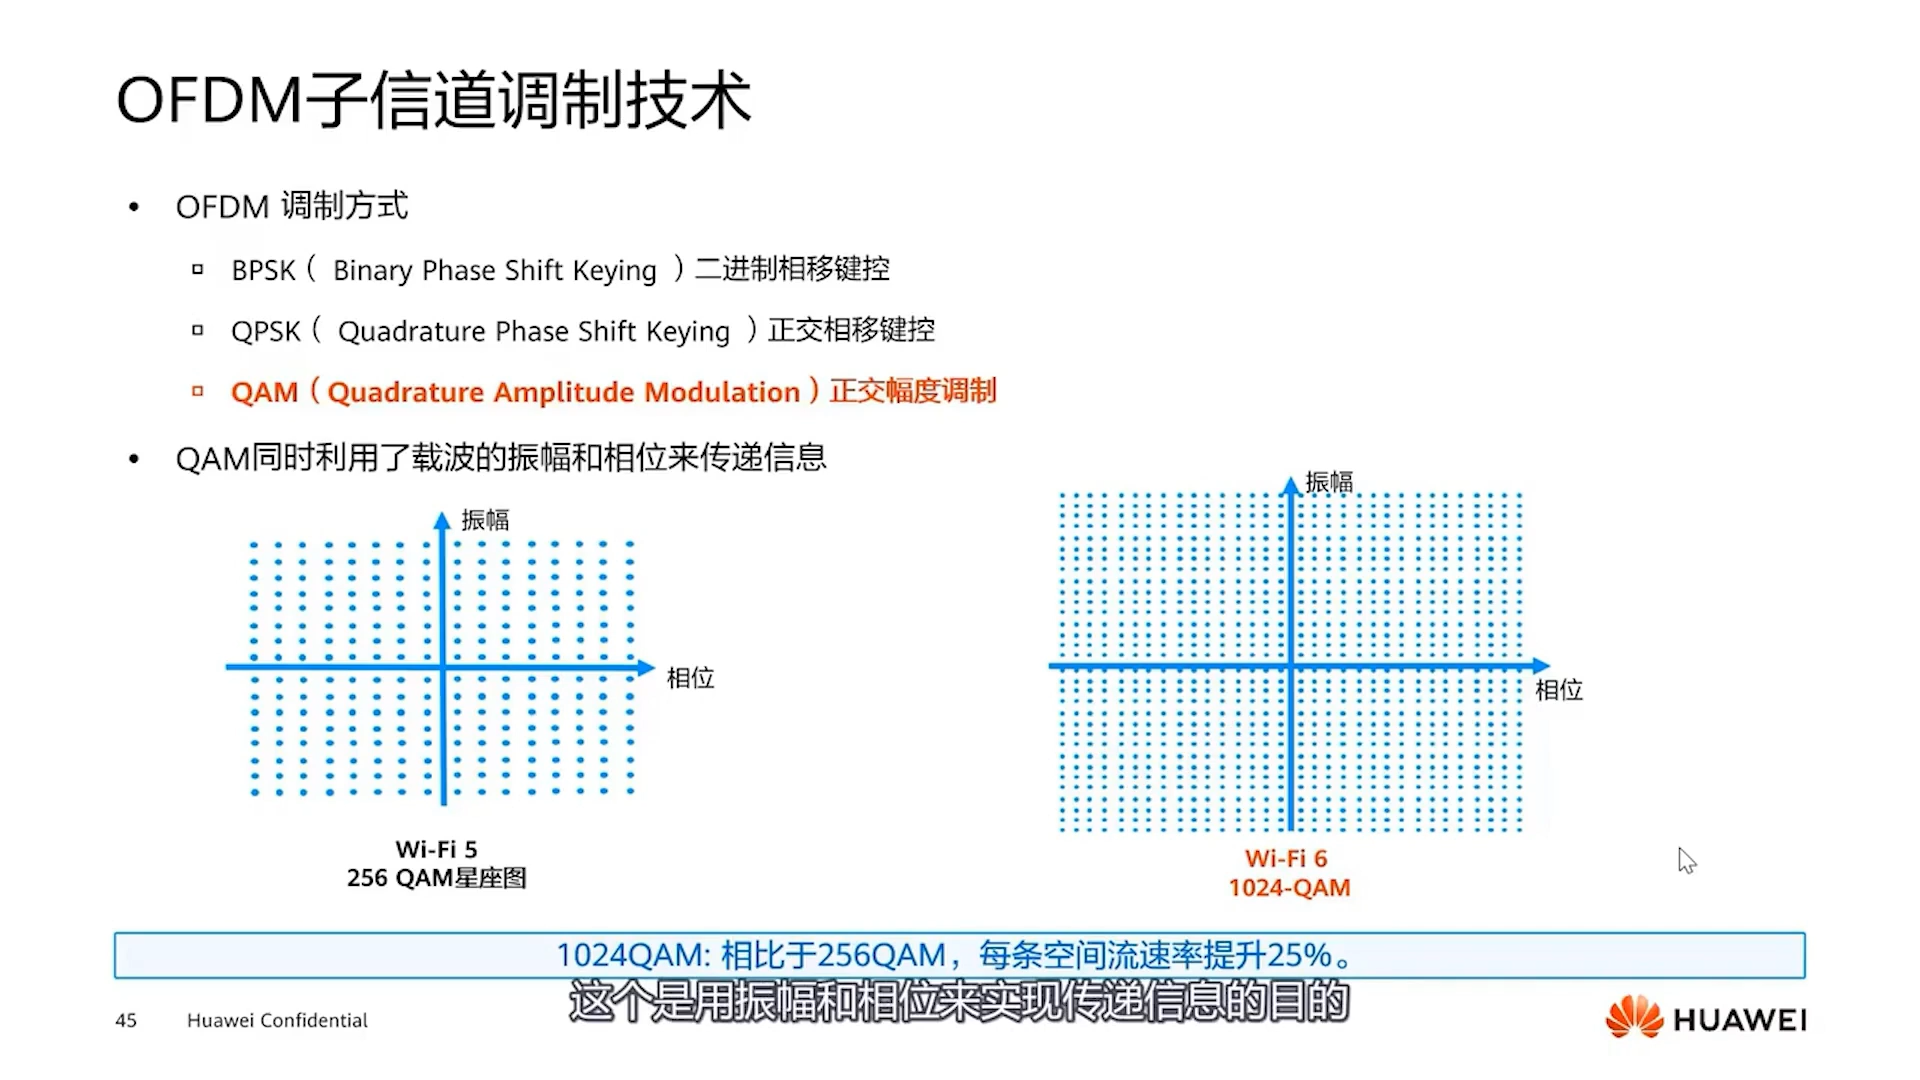 OFDM子信道调制技术
• OFDM 调制方式
▫ BPSK（ Binary Phase Shift Keying ）二进制相移键控
▫ QPSK（ Quadrature Phase Shift Keying ）正交相移键控
▫ QAM（Quadrature Amplitude Modulation）正交幅度调制
• QAM同时利用了载波的振幅和相位来传递信息
振幅
相位
Wi-Fi 5
256 QAM星座图
振幅
相位
Wi-Fi 6
1024-QAM
1024QAM: 相比于256QAM，每条空间流速率提升25%。
这个是用振幅和相位来实现传递信息的目的
45 Huawei Confidential
HUAWEI